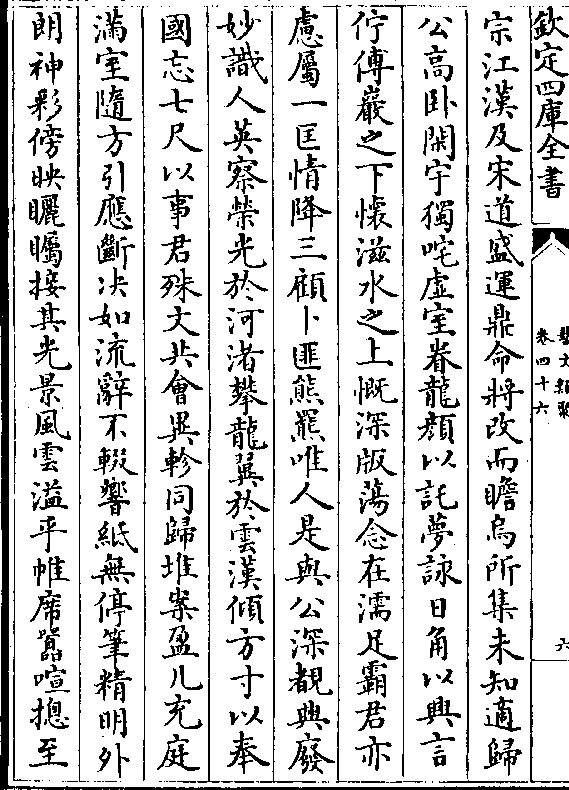 欽定四庫全書
藝文類聚
卷四十六
六
宗江漢及宋道盛運鼎命將改而瞻烏所集未知適歸
公高卧閑宇獨咤虛室眷龍顏以託夢詠日角以興言
佇傅巖之下懷滋水之上慨深版蕩念在濡足霸君亦
慮屬一匡情降三顧卜匪熊羆唯人是與公深覩興廢
妙識人英察榮光於河渚攀龍翼於雲漢傾方寸以奉
國忘七尺以事君殊文共會異軫同歸堆案盈几充庭
滿室隨方引應斷决如流辭不輟響紙無停筆精明外
朗神彩傍映矖矚接其光景風雲溢乎帷席囂喧摠至